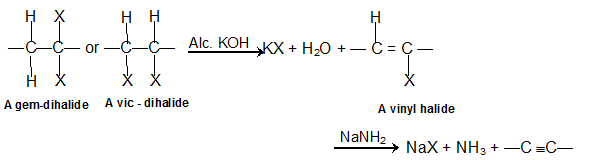 H X H H H
—C—C— or —C—C— Alc. KOH KX + H₂O + — C = C —
H X X X X
A gem-dihalide A vic - dihalide A vinyl halide
NaNH₂ NaX + NH₃ + —C ≡C—